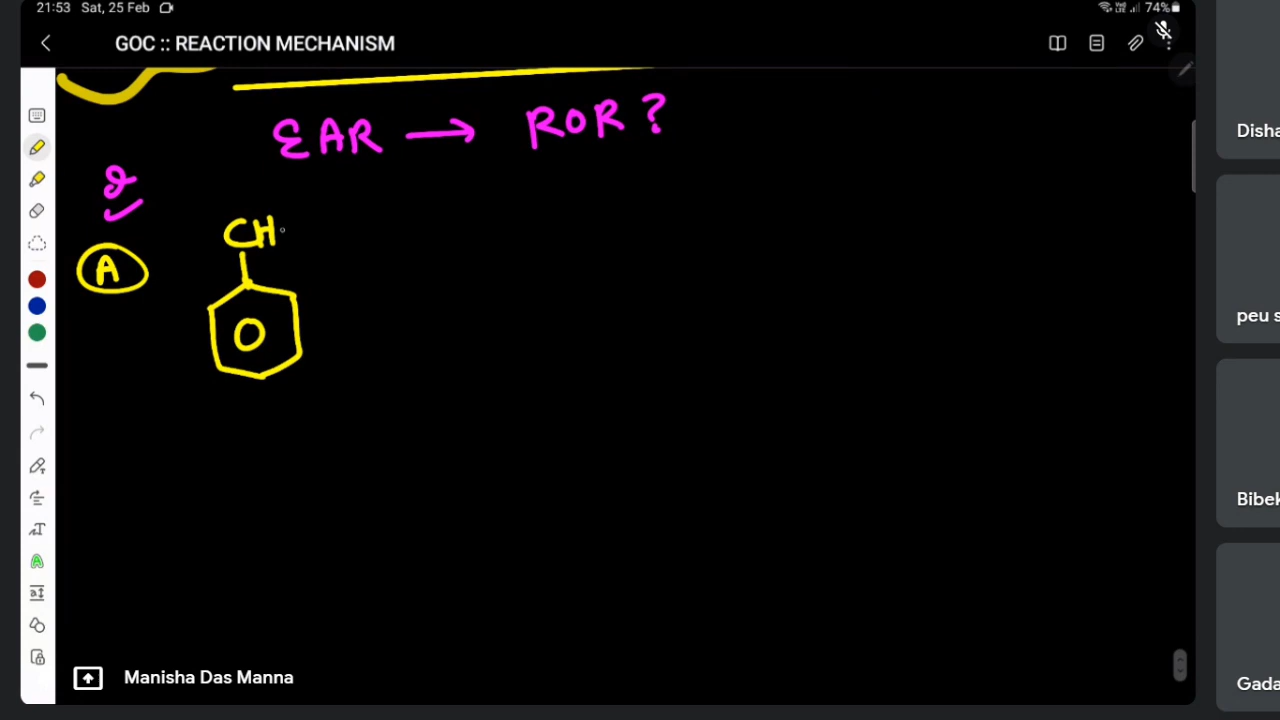 21:53 Sat, 25 Feb 74%
GOC :: REACTION MECHANISM
EAR → ROR ?
CH
A
Disha
peu s
Bibek
Gada
Manisha Das Manna